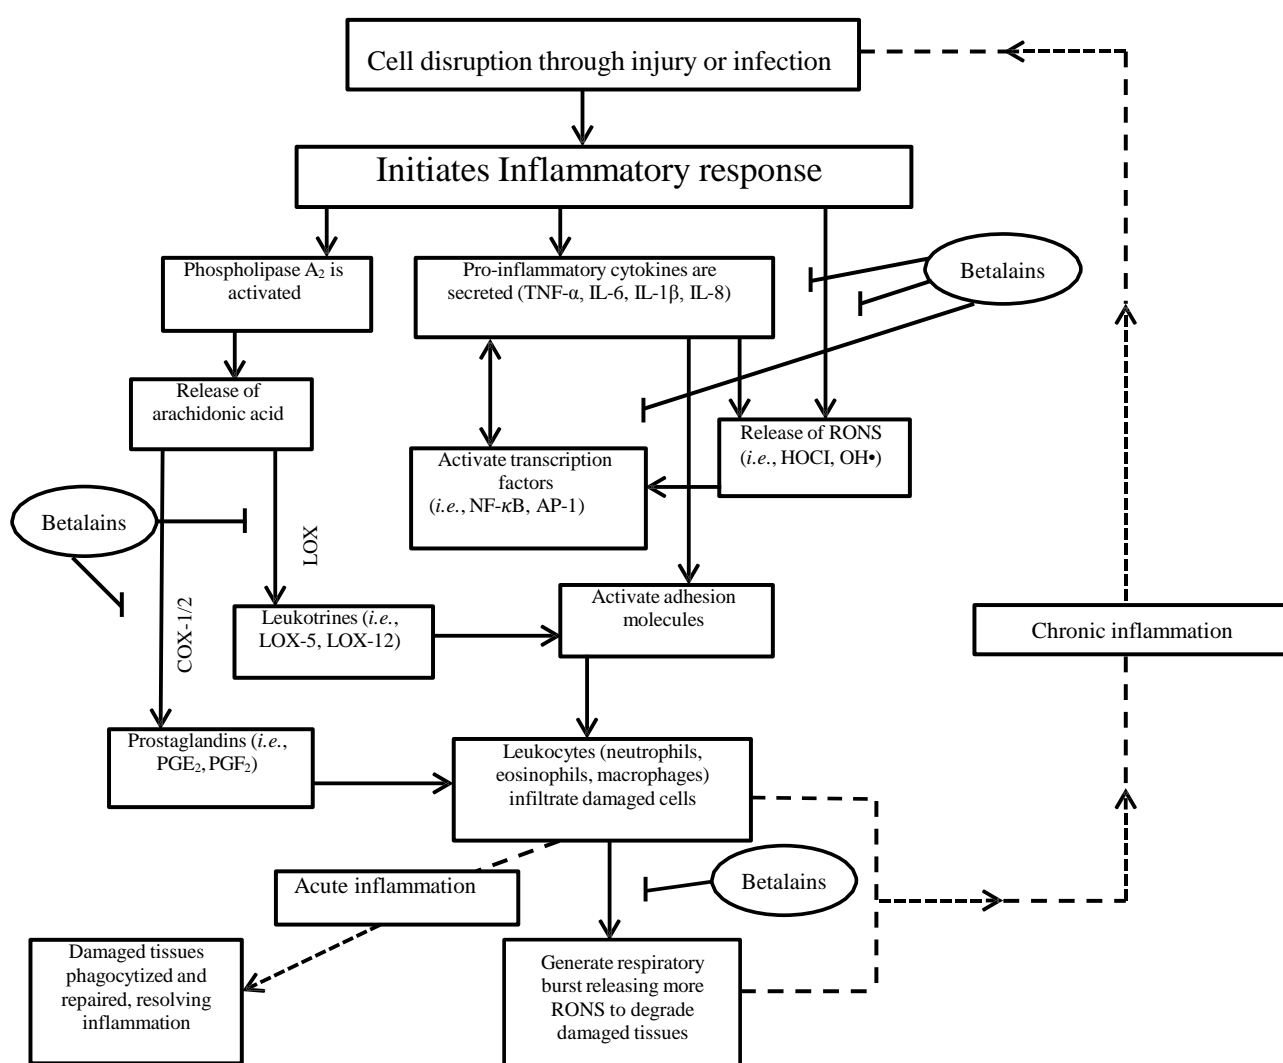 Cell disruption through injury or infection
Initiates Inflammatory response
Phospholipase A₂ is
activated
Pro-inflammatory cytokines are
secreted (TNF-α, IL-6, IL-1β, IL-8)
Betalains
Release of
arachidonic acid
Release of RONS
(i.e., HOCI, OH•)
Activate transcription
factors
(i.e., NF-κB, AP-1)
Betalains
LOX
COX-1/2
Leukotrines (i.e.,
LOX-5, LOX-12)
Activate adhesion
molecules
Chronic inflammation
Prostaglandins (i.e.,
PGE₂, PGF₂)
Leukocytes (neutrophils,
eosinophils, macrophages)
infiltrate damaged cells
Acute inflammation
Betalains
Damaged tissues
phagocytized and
repaired, resolving
inflammation
Generate respiratory
burst releasing more
RONS to degrade
damaged tissues